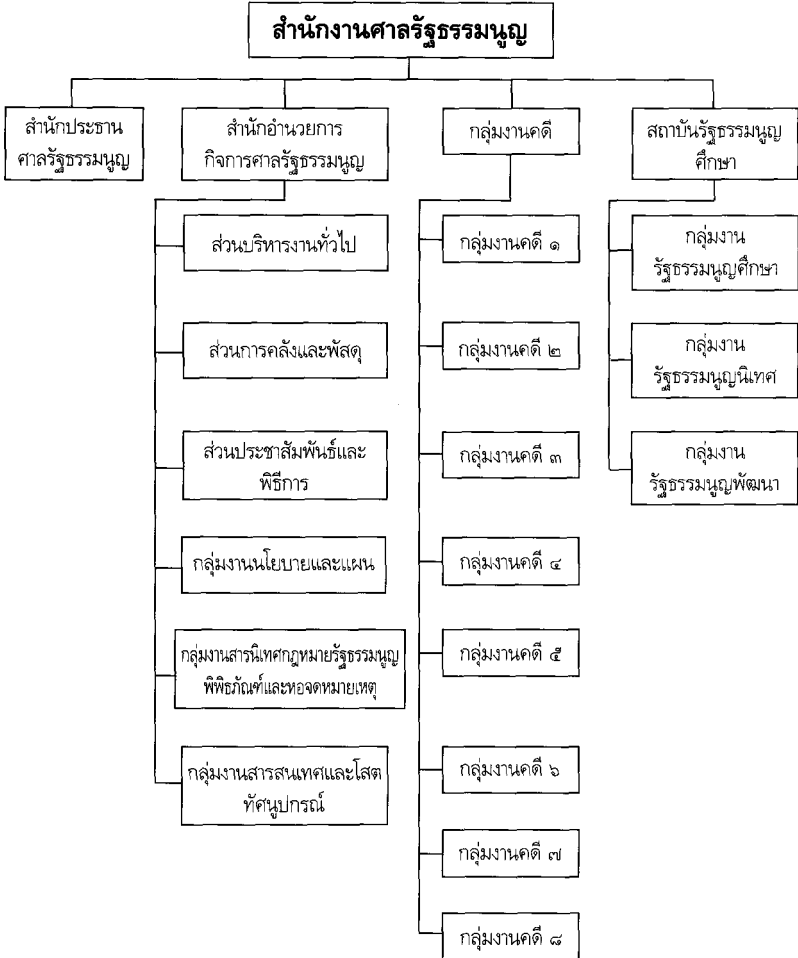 สำนักงานศาลรัฐธรรมนูญ
สำนักประธาน
ศาลรัฐธรรมนูญ
สำนักอำนวยการ
กิจการศาลรัฐธรรมนูญ
กลุ่มงานคดี
สถาบันรัฐธรรมนูญ
ศึกษา
ส่วนบริหารงานทั่วไป
ส่วนการคลังและพัสดุ
ส่วนประชาสัมพันธ์และ
พิธีการ
กลุ่มงานนโยบายและแผน
กลุ่มงานสารนิเทศกฎหมายรัฐธรรมนูญ
พิพิธภัณฑ์และหอจดหมายเหตุ
กลุ่มงานสารสนเทศและโสต
ทัศนูปกรณ์
กลุ่มงานคดี ๑
กลุ่มงานคดี ๒
กลุ่มงานคดี ๓
กลุ่มงานคดี ๔
กลุ่มงานคดี ๕
กลุ่มงานคดี ๖
กลุ่มงานคดี ๗
กลุ่มงานคดี ๘
กลุ่มงาน
รัฐธรรมนูญศึกษา
กลุ่มงาน
รัฐธรรมนูญนิเทศ
กลุ่มงาน
รัฐธรรมนูญพัฒนา